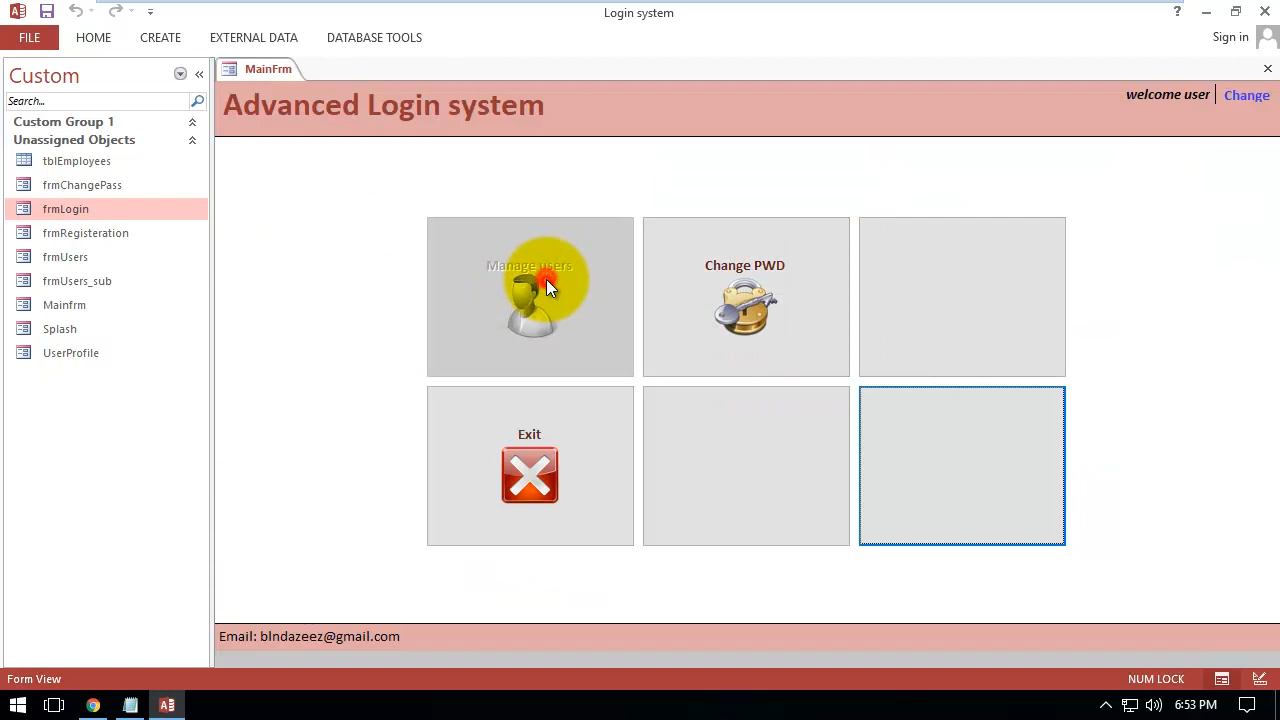 Login system
?
FILE
HOME
CREATE
EXTERNAL DATA
DATABASE TOOLS
Sign in
Custom
MainFrm
Search...
Custom Group 1
Unassigned Objects
tblEmployees
frmChangePass
frmLogin
frmRegisteration
frmUsers
frmUsers_sub
Mainfrm
Splash
UserProfile
Advanced Login system
welcome user
Change
Manage users
Change PWD
Exit
Email: blndazeez@gmail.com
Form View
NUM LOCK
6:53 PM